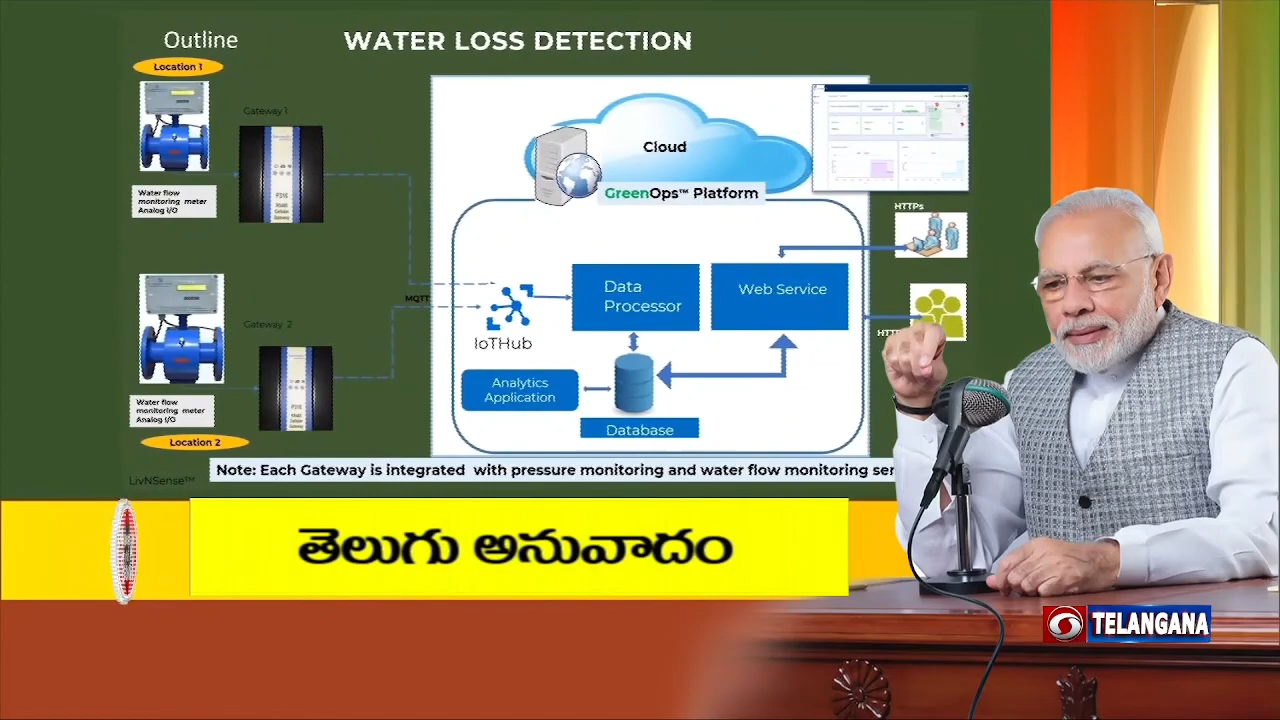 Outline
WATER LOSS DETECTION
Location 1
Gateway 1
Water flow
monitoring meter
Analog I/O
Cloud
GreenOps™ Platform
HTTPs
Gateway 2
MQTT
Data
Processor
Web Service
IoTHub
Analytics
Application
Database
Water flow
monitoring meter
Analog I/O
Location 2
Note: Each Gateway is integrated with pressure monitoring and water flow monitoring ser
LivNSense™
తెలుగు అనువాదం
TELANGANA